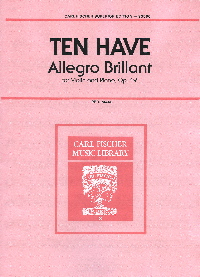 TEN HAVE
Allegro Brillant
for Violin and Piano, Op. 19
CARL FISCHER
MUSIC LIBRARY